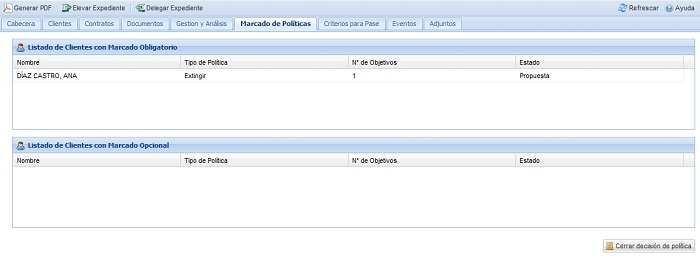 Generar PDF Elevar Expediente Delegar Expediente Refrescar Ayuda
Cabecera Clientes Contratos Documentos Gestion y Análisis Marcado de Políticas Criterios para Pase Eventos Adjuntos
Listado de Clientes con Marcado Obligatorio
Nombre Tipo de Política N° de Objetivos Estado
DÍAZ CASTRO, ANA Extingir 1 Propuesta
Listado de Clientes con Marcado Opcional
Nombre Tipo de Política N° de Objetivos Estado
Cerrar decisión de política